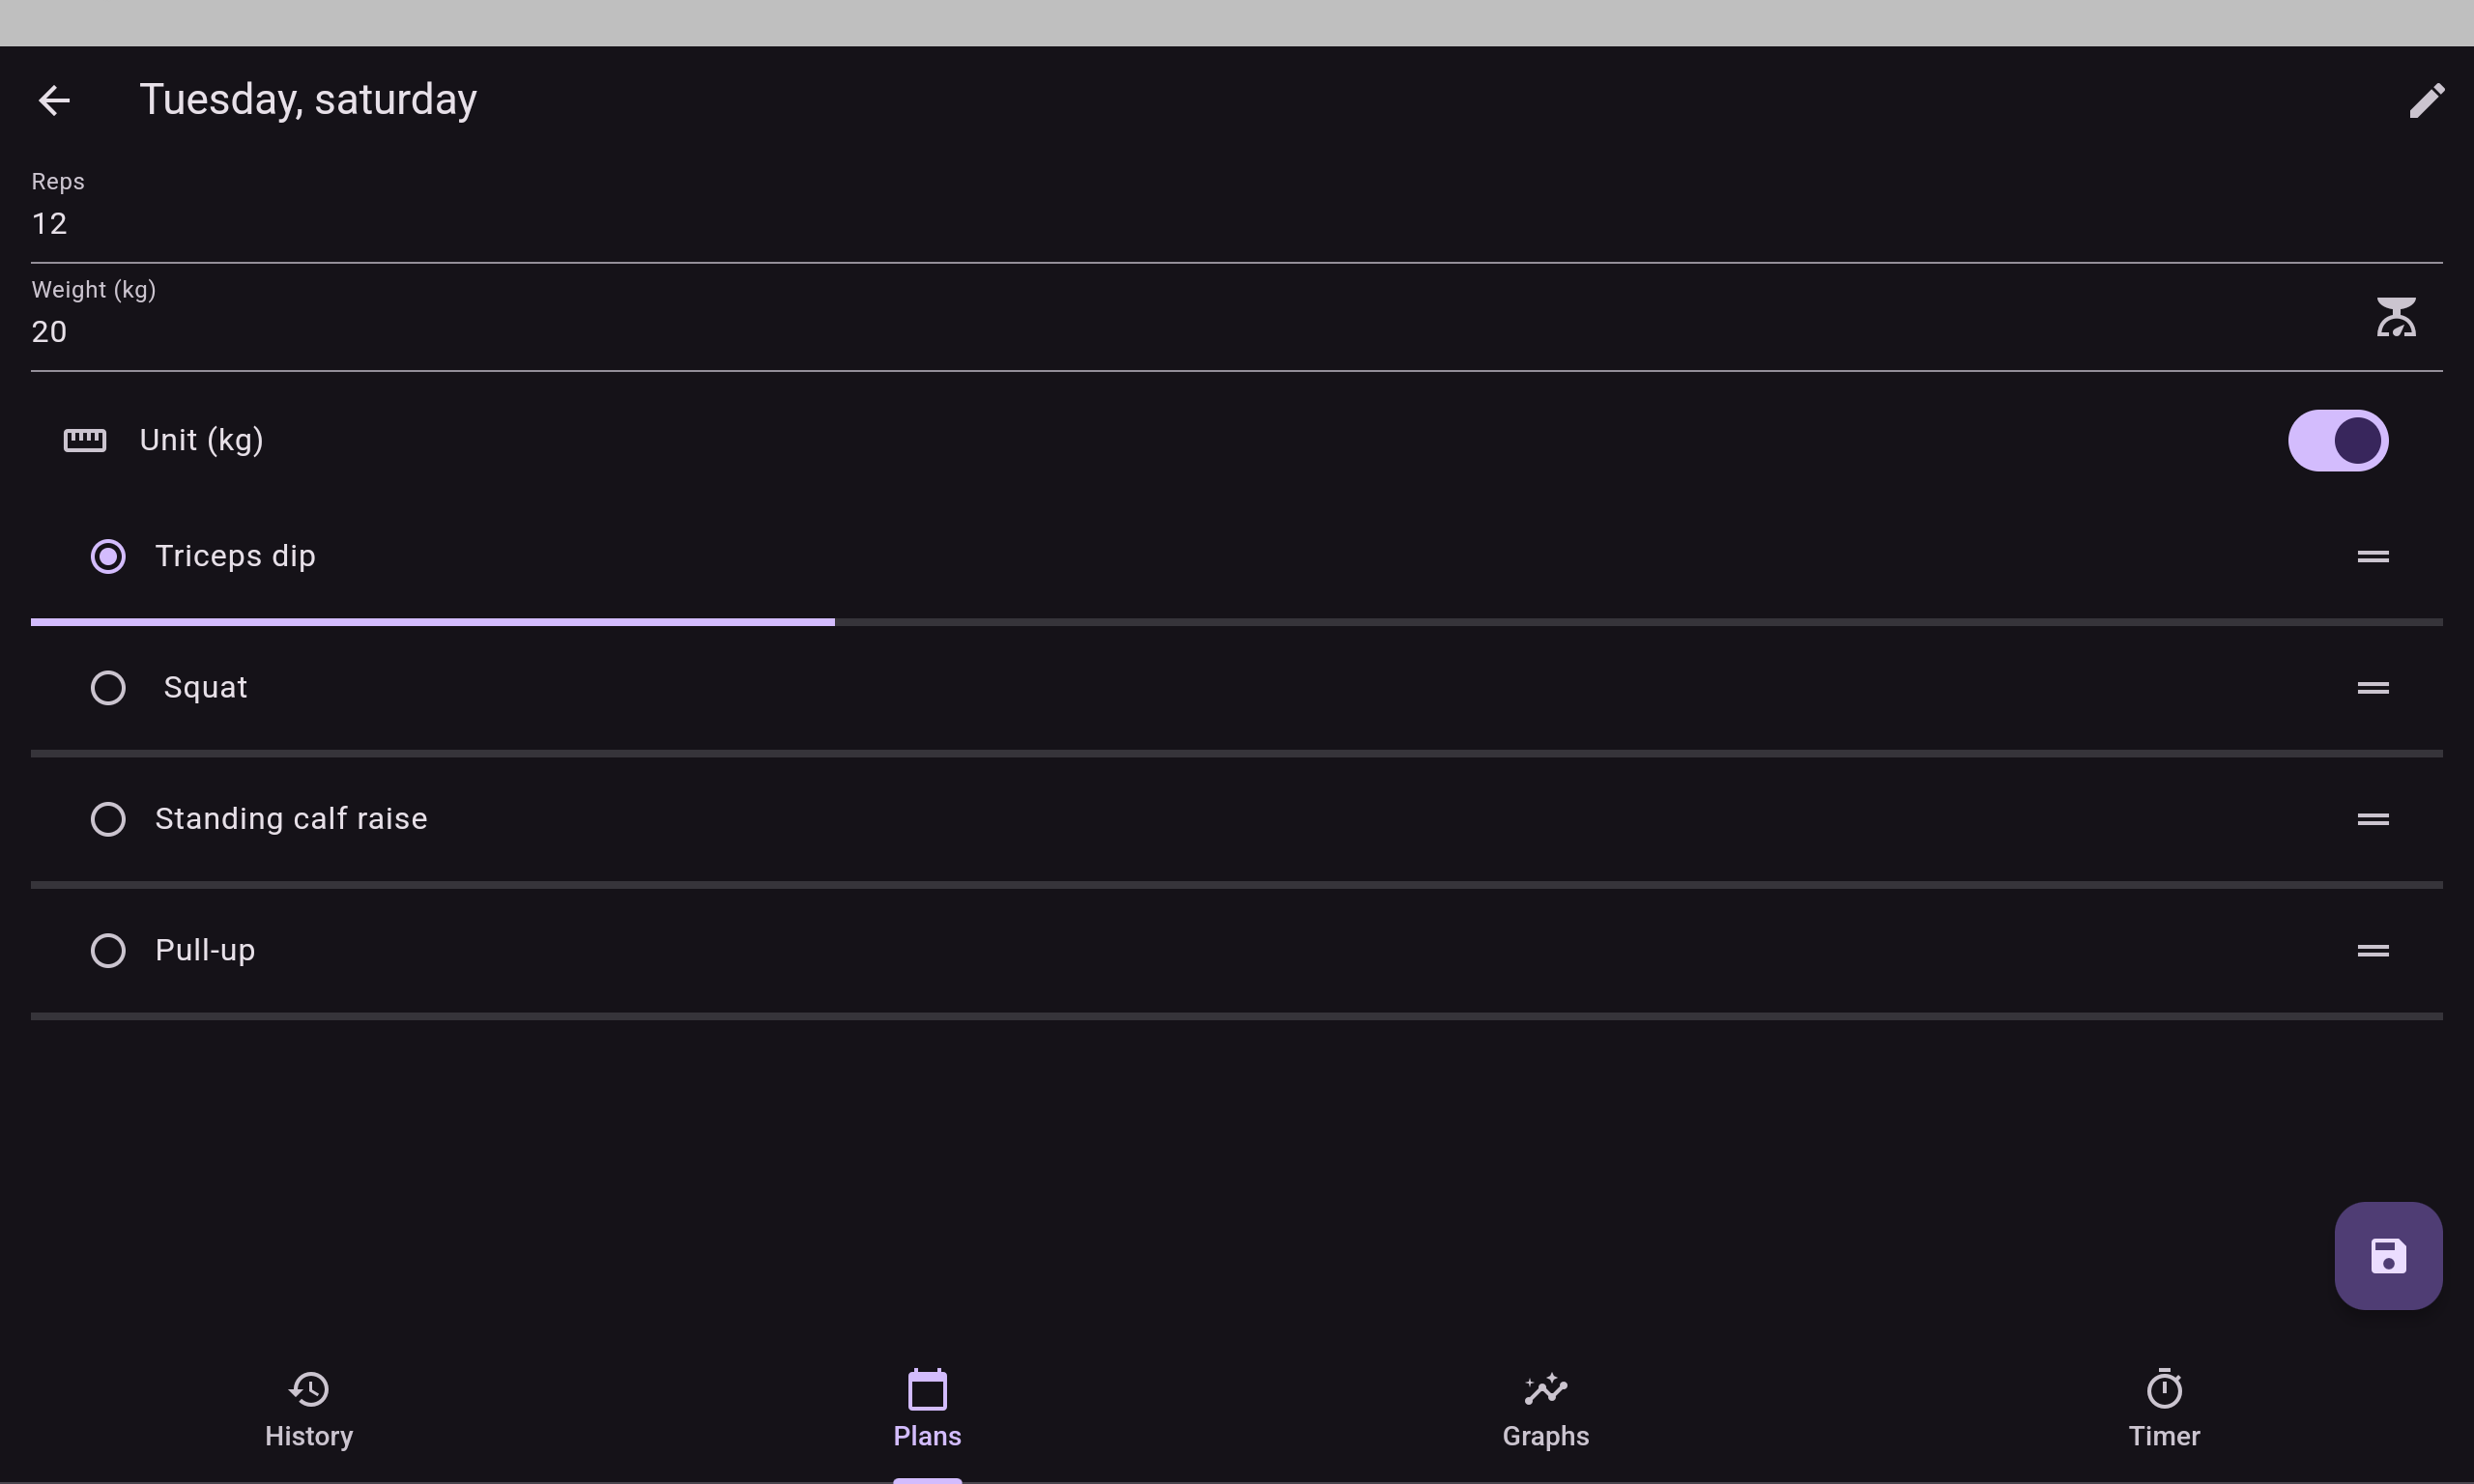 Tuesday, saturday
Reps
12
Weight (kg)
20
Unit (kg)
Triceps dip
Squat
Standing calf raise
Pull-up
History
Plans
Graphs
Timer